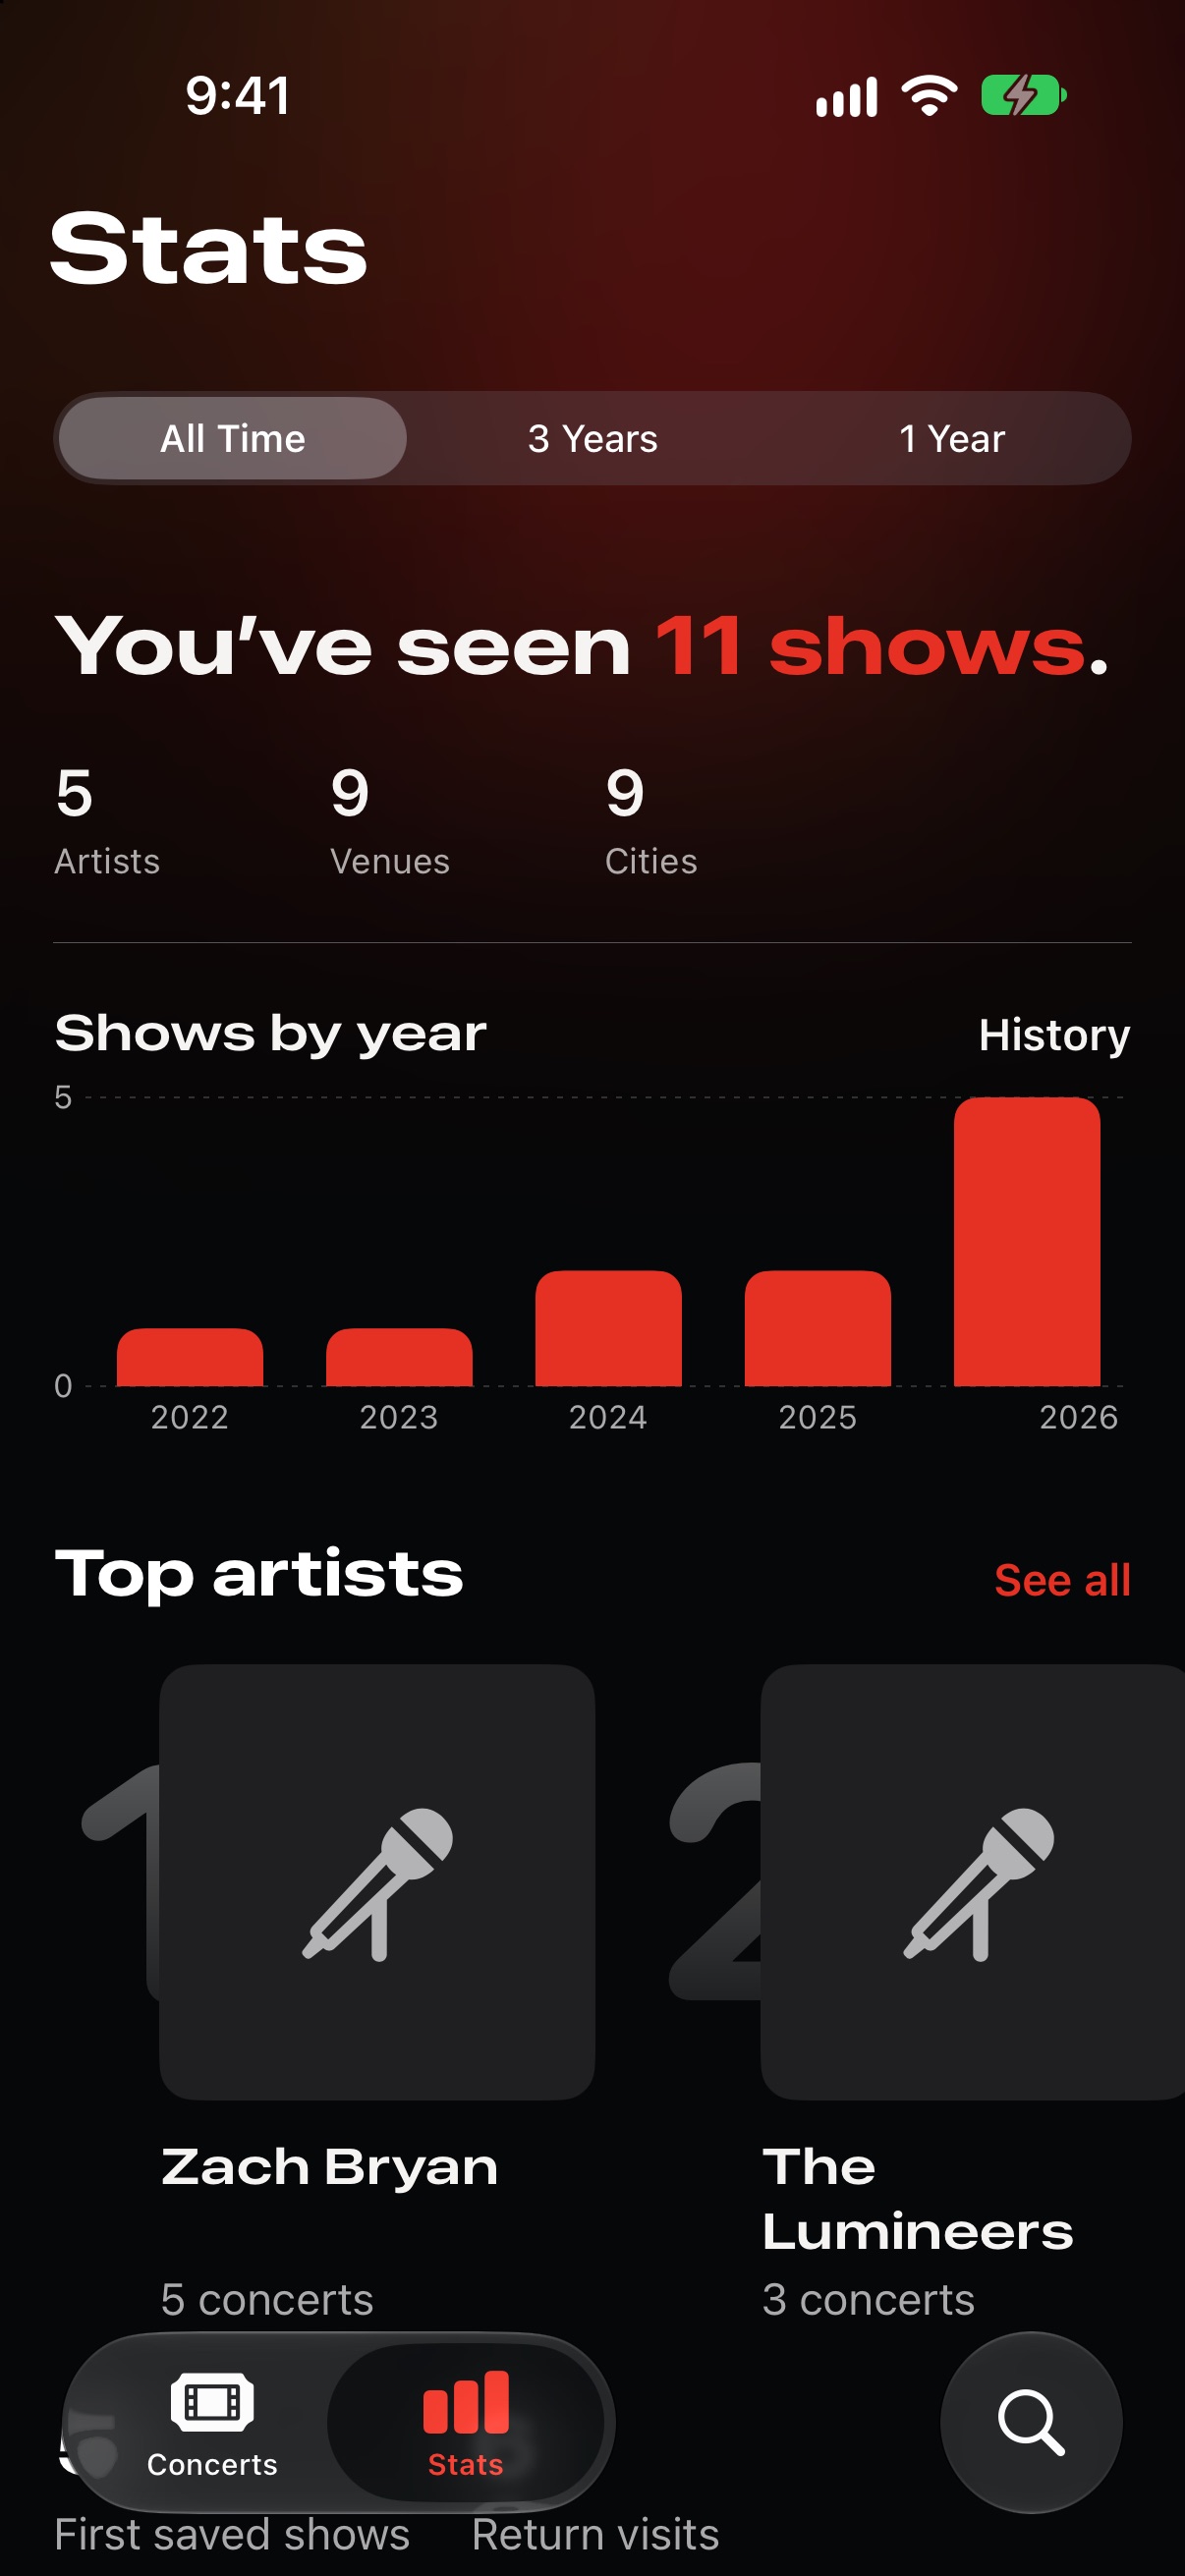 9:41
Stats
All Time 3 Years 1 Year
You've seen 11 shows.
5 9 9
Artists Venues Cities
Shows by year History
5
0
2022 2023 2024 2025 2026
Top artists See all
1 2
Zach Bryan The
Lumineers
5 concerts 3 concerts
Concerts Stats
First saved shows Return visits